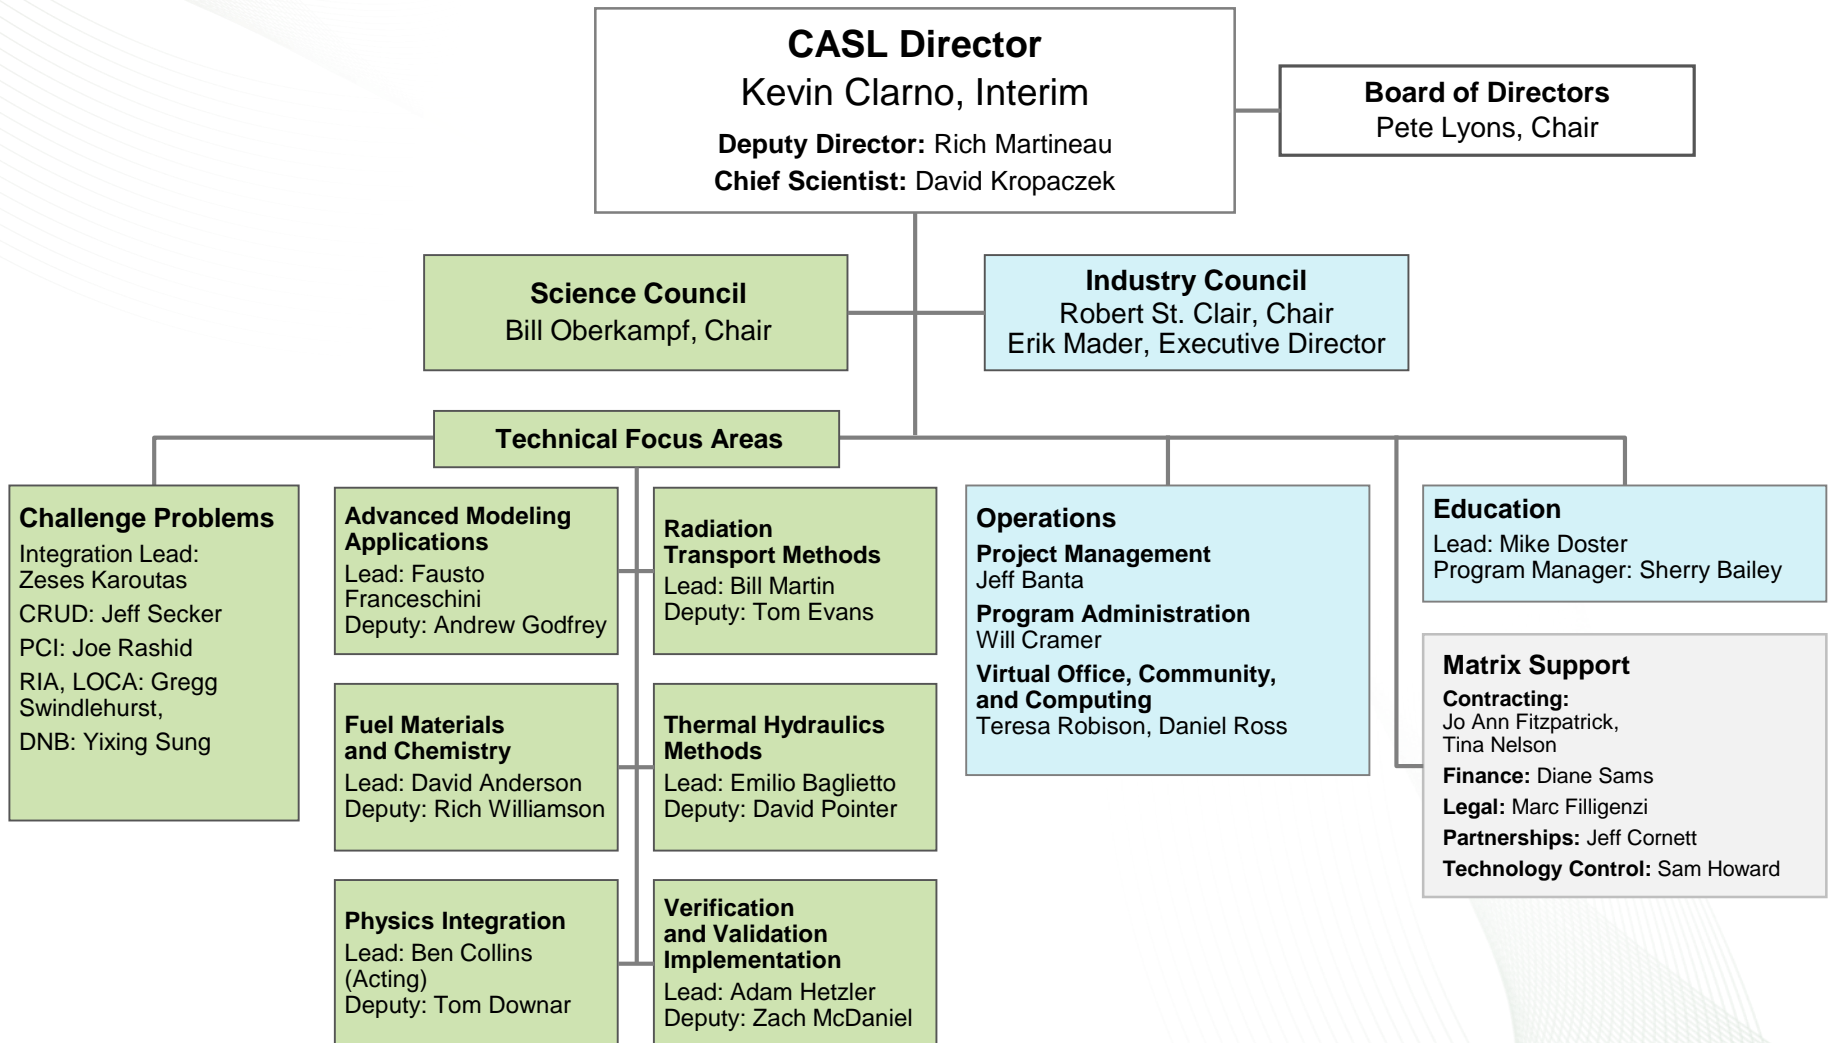 CASL Director
Kevin Clarno, Interim
Deputy Director: Rich Martineau
Chief Scientist: David Kropaczek
Board of Directors
Pete Lyons, Chair
Science Council
Bill Oberkampf, Chair
Industry Council
Robert St. Clair, Chair
Erik Mader, Executive Director
Technical Focus Areas
Challenge Problems
Integration Lead:
Zeses Karoutas
CRUD: Jeff Secker
PCI: Joe Rashid
RIA, LOCA: Gregg
Swindlehurst,
DNB: Yixing Sung
Advanced Modeling
Applications
Lead: Fausto
Franceschini
Deputy: Andrew Godfrey
Radiation
Transport Methods
Lead: Bill Martin
Deputy: Tom Evans
Fuel Materials
and Chemistry
Lead: David Anderson
Deputy: Rich Williamson
Thermal Hydraulics
Methods
Lead: Emilio Baglietto
Deputy: David Pointer
Physics Integration
Lead: Ben Collins
(Acting)
Deputy: Tom Downar
Verification
and Validation
Implementation
Lead: Adam Hetzler
Deputy: Zach McDaniel
Operations
Project Management
Jeff Banta
Program Administration
Will Cramer
Virtual Office, Community,
and Computing
Teresa Robison, Daniel Ross
Education
Lead: Mike Doster
Program Manager: Sherry Bailey
Matrix Support
Contracting:
Jo Ann Fitzpatrick,
Tina Nelson
Finance: Diane Sams
Legal: Marc Filligenzi
Partnerships: Jeff Cornett
Technology Control: Sam Howard